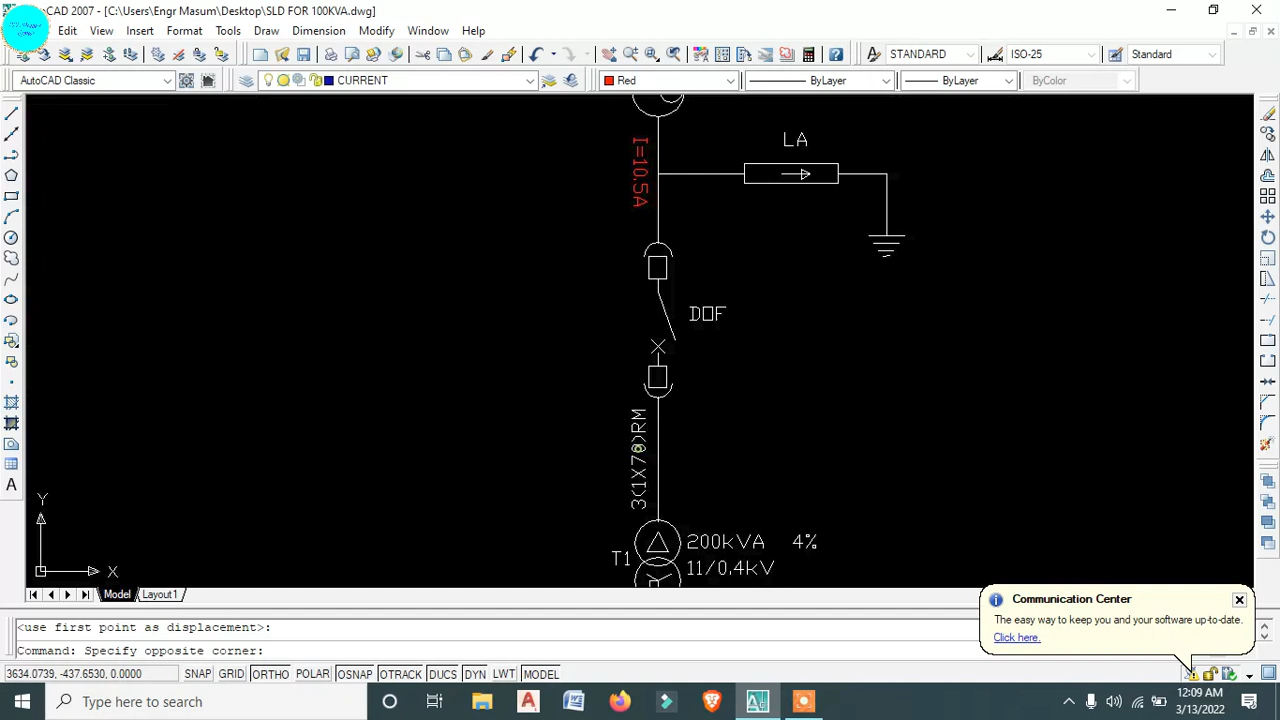 AutoCAD 2007 - [C:\Users\Engr Masum\Desktop\SLD FOR 100KVA.dwg]
Edit View Insert Format Tools Draw Dimension Modify Window Help
STANDARD ISO-25 Standard
AutoCAD Classic CURRENT Red ByLayer ByLayer ByColor
LA
I=10.5A
DOF
3(1X70)RM
T1
200kVA 4%
11/0.4kV
Y
X
Model Layout1
Communication Center
The easy way to keep you and your software up-to-date.
Click here.
<use first point as displacement>:
Command: Specify opposite corner:
3634.0739, -437.6530, 0.0000 SNAP GRID ORTHO POLAR OSNAP OTRACK DUCS DYN LWT MODEL
Type here to search
12:09 AM
3/13/2022